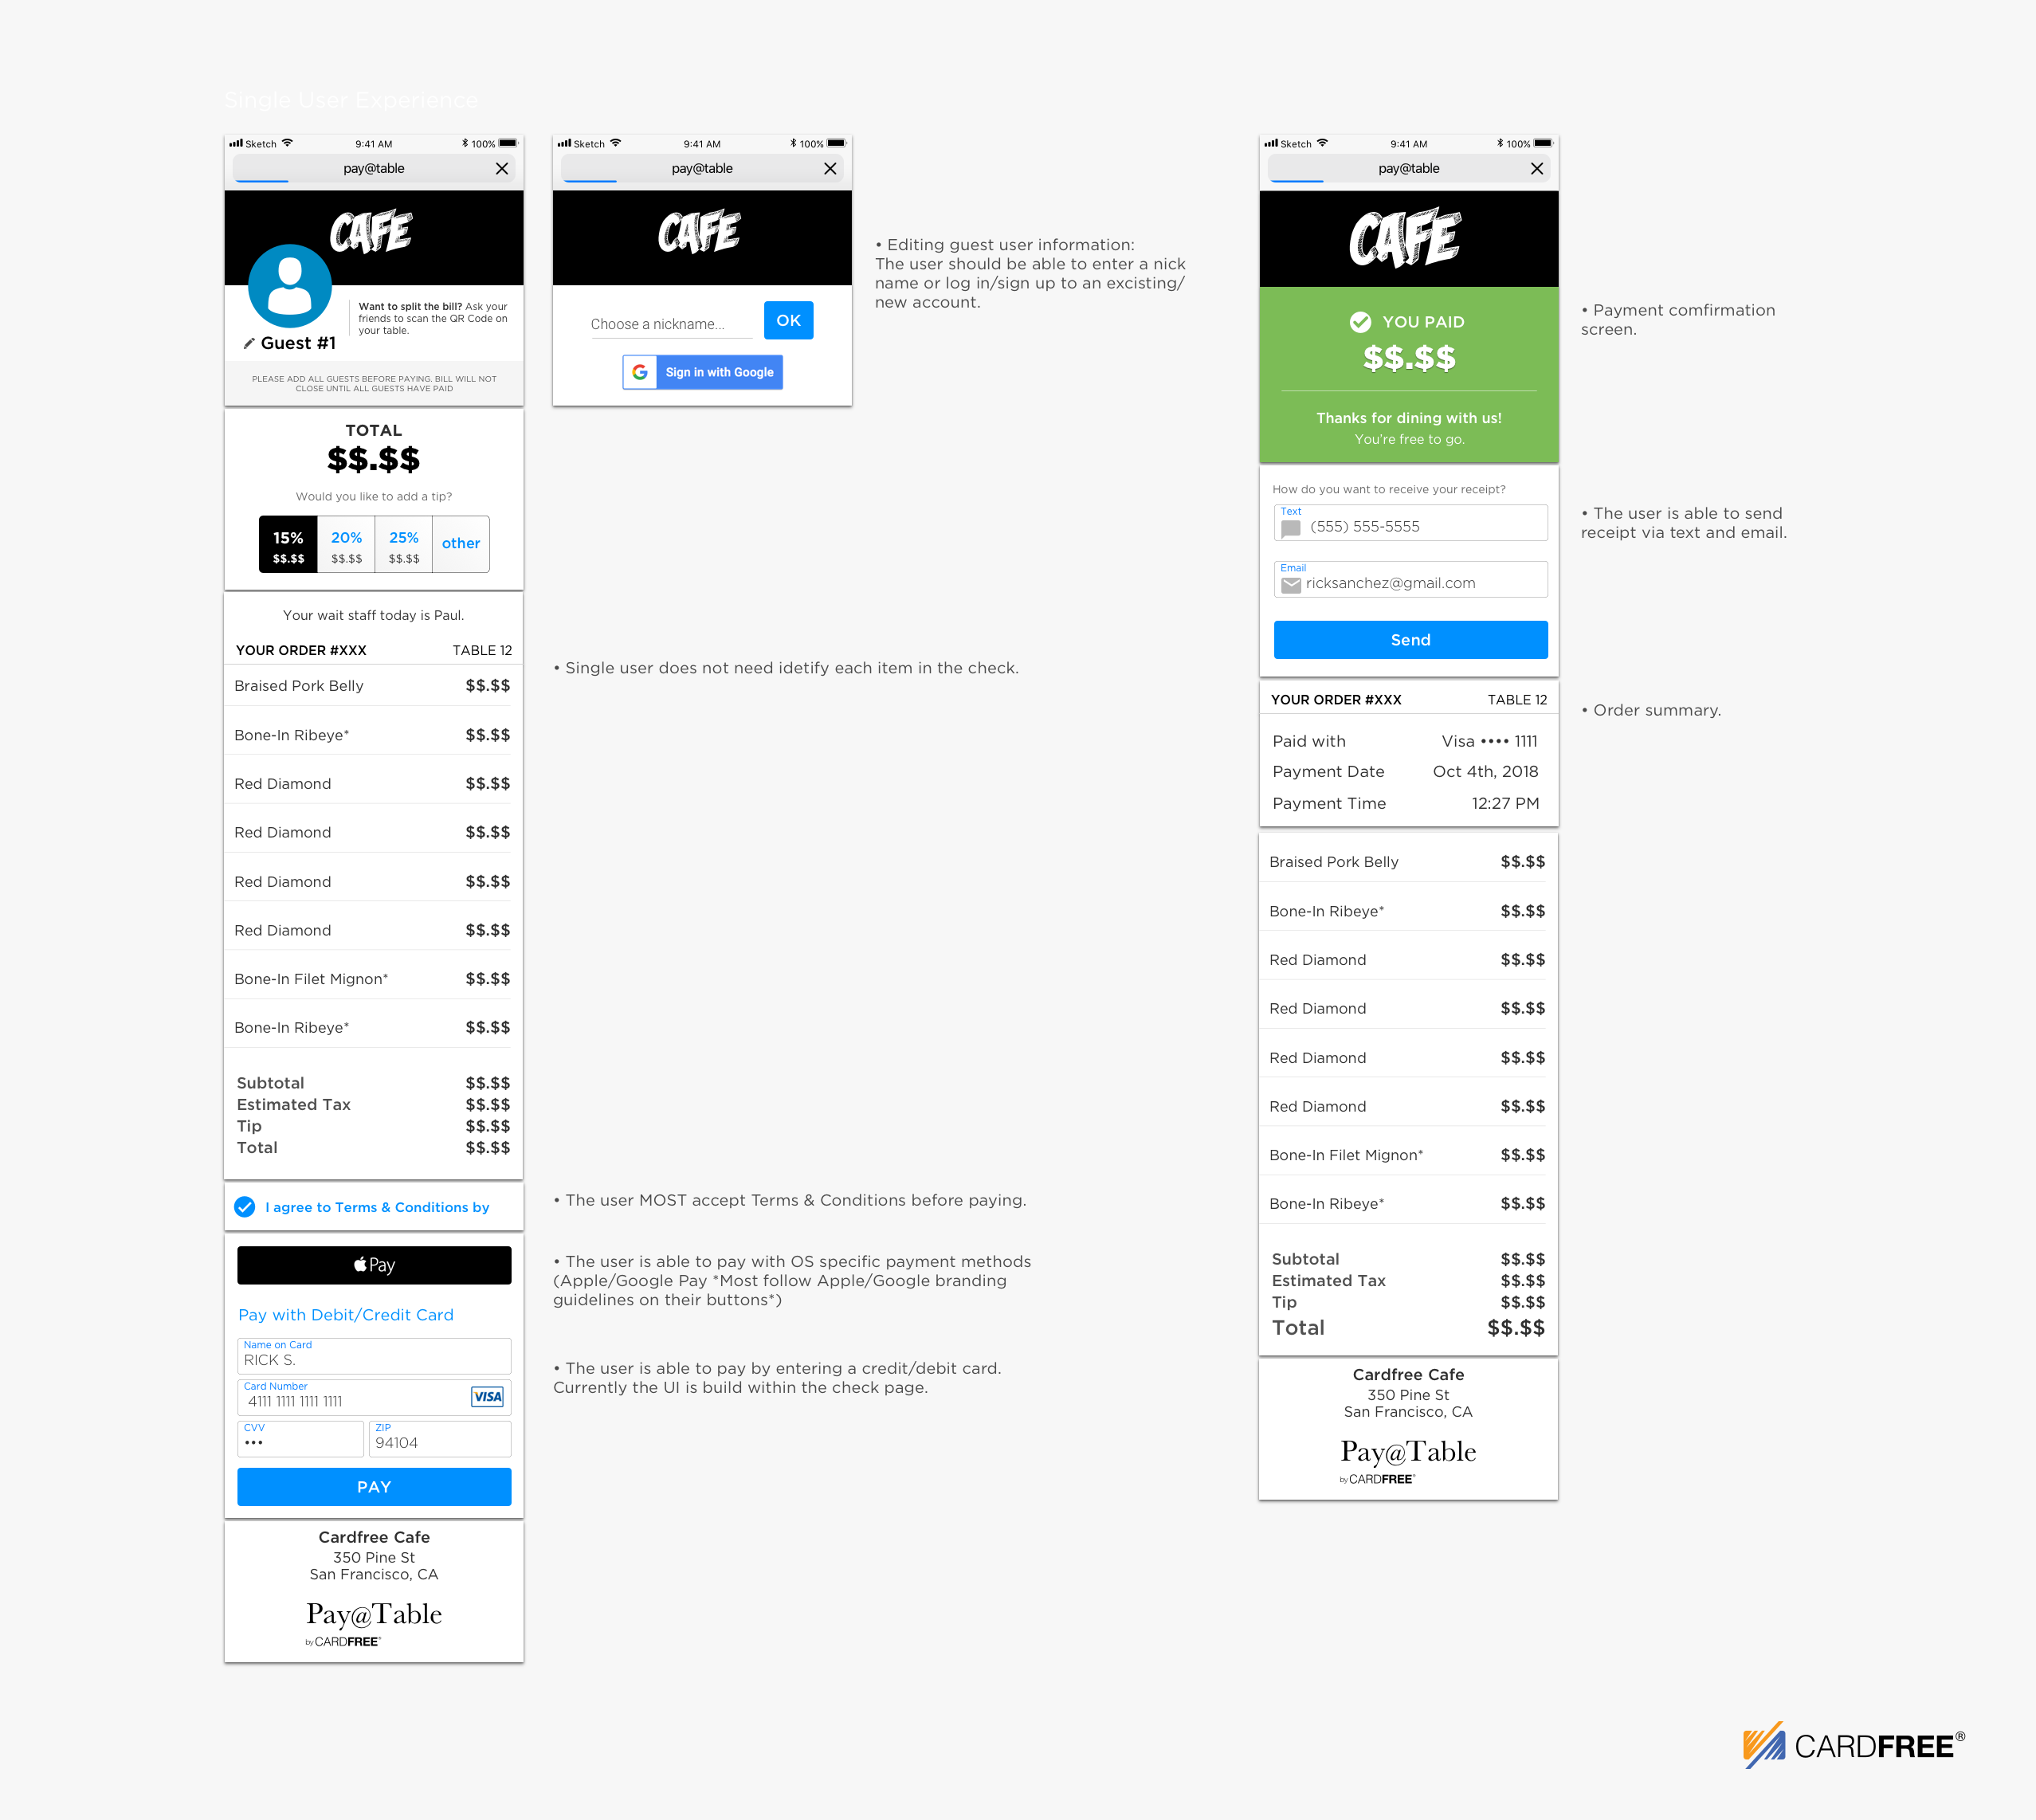 Single User Experience
Sketch 9:41 AM 100%
pay@table
CAFE
Want to split the bill? Ask your
friends to scan the QR Code on
your table.
Guest #1
PLEASE ADD ALL GUESTS BEFORE PAYING. BILL WILL NOT
CLOSE UNTIL ALL GUESTS HAVE PAID
TOTAL
$$.$$
Would you like to add a tip?
15% 20% 25% other
$$.$$ $$.$$ $$.$$
Your wait staff today is Paul.
YOUR ORDER #XXX TABLE 12
Braised Pork Belly $$.$$
Bone-In Ribeye* $$.$$
Red Diamond $$.$$
Red Diamond $$.$$
Red Diamond $$.$$
Red Diamond $$.$$
Bone-In Filet Mignon* $$.$$
Bone-In Ribeye* $$.$$
Subtotal $$.$$
Estimated Tax $$.$$
Tip $$.$$
Total $$.$$
I agree to Terms & Conditions by
Pay
Pay with Debit/Credit Card
Name on Card
RICK S.
Card Number
4111 1111 1111 1111 VISA
CVV ZIP
••• 94104
PAY
Cardfree Cafe
350 Pine St
San Francisco, CA
Pay@Table
by CARDFREE®
Sketch 9:41 AM 100%
pay@table
CAFE
Choose a nickname... OK
Sign in with Google
• Editing guest user information:
The user should be able to enter a nick
name or log in/sign up to an excisting/
new account.
• Single user does not need idetify each item in the check.
• The user MOST accept Terms & Conditions before paying.
• The user is able to pay with OS specific payment methods
(Apple/Google Pay *Most follow Apple/Google branding
guidelines on their buttons*)
• The user is able to pay by entering a credit/debit card.
Currently the UI is build within the check page.
Sketch 9:41 AM 100%
pay@table
CAFE
YOU PAID
$$.$$
Thanks for dining with us!
You're free to go.
How do you want to receive your receipt?
Text
(555) 555-5555
Email
ricksanchez@gmail.com
Send
YOUR ORDER #XXX TABLE 12
Paid with Visa •••• 1111
Payment Date Oct 4th, 2018
Payment Time 12:27 PM
Braised Pork Belly $$.$$
Bone-In Ribeye* $$.$$
Red Diamond $$.$$
Red Diamond $$.$$
Red Diamond $$.$$
Red Diamond $$.$$
Bone-In Filet Mignon* $$.$$
Bone-In Ribeye* $$.$$
Subtotal $$.$$
Estimated Tax $$.$$
Tip $$.$$
Total $$.$$
Cardfree Cafe
350 Pine St
San Francisco, CA
Pay@Table
by CARDFREE®
• Payment comfirmation
screen.
• The user is able to send
receipt via text and email.
• Order summary.
CARDFREE®